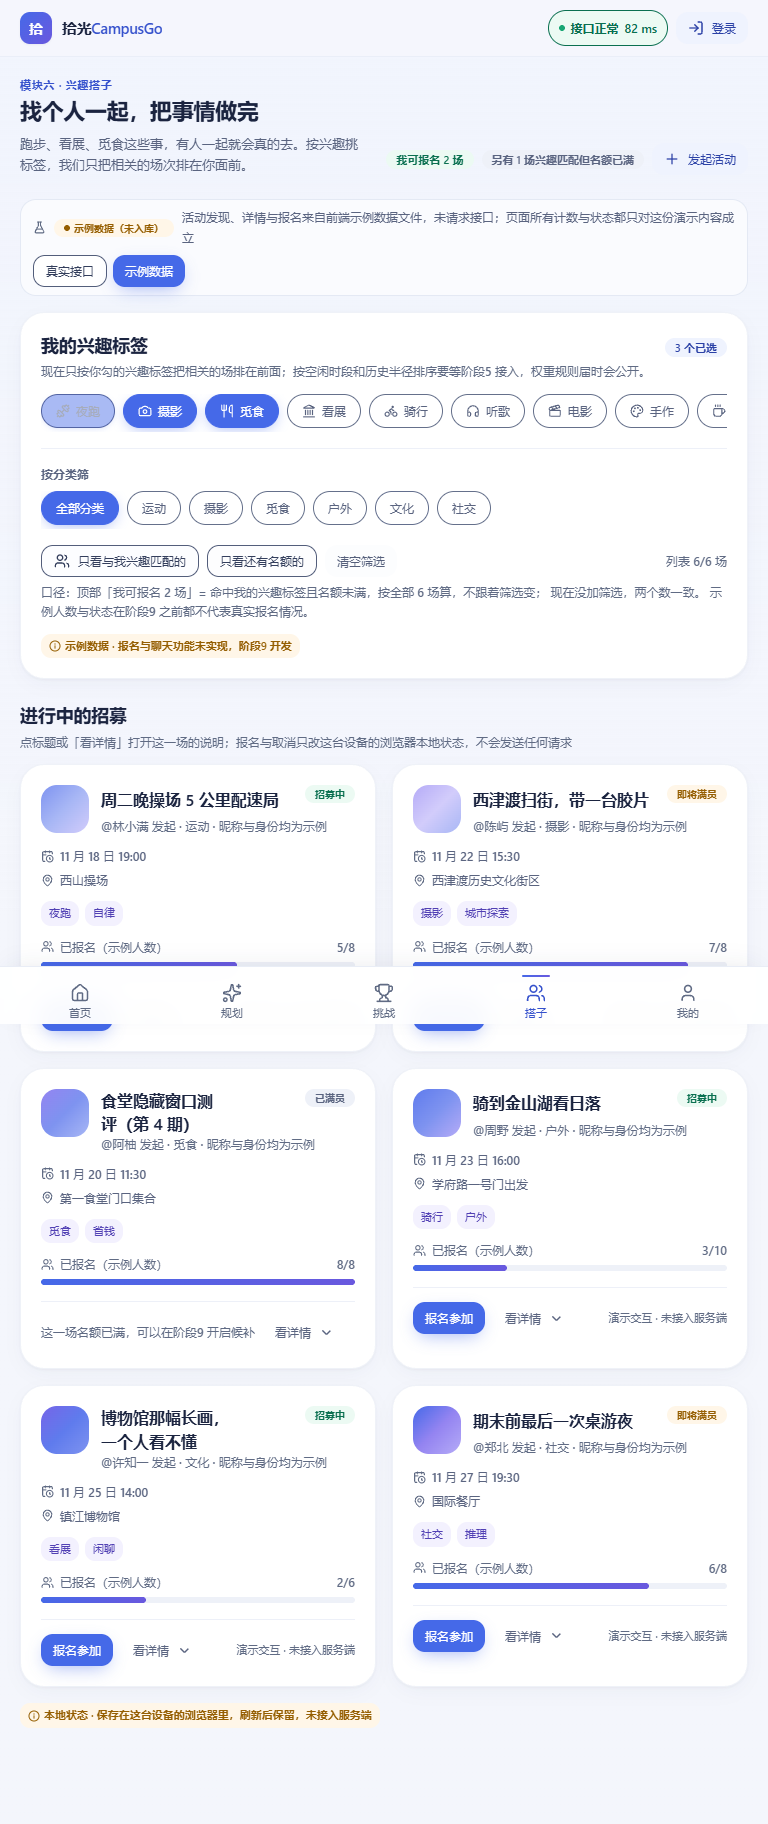 拾 拾光CampusGo
接口正常 82 ms
登录
模块六 · 兴趣搭子
找个人一起，把事情做完
跑步、看展、觅食这些事，有人一起就会真的去。按兴趣挑
标签，我们只把相关的场次排在你面前。
我可报名 2 场
另有 1 场兴趣匹配但名额已满
发起活动
示例数据（未入库）
活动发现、详情与报名来自前端示例数据文件，未请求接口；页面所有计数与状态都只对这份演示内容成
立
真实接口
示例数据
我的兴趣标签
3 个已选
现在只按你勾的兴趣标签把相关的场排在前面；按空闲时段和历史半径排序要等阶段5 接入，权重规则届时会公开。
夜跑
摄影
觅食
看展
骑行
听歌
电影
手作
按分类筛
全部分类
运动
摄影
觅食
户外
文化
社交
只看与我兴趣匹配的
只看还有名额的
清空筛选
列表 6/6 场
口径：顶部「我可报名 2 场」= 命中我的兴趣标签且名额未满，按全部 6 场算，不跟着筛选变； 现在没加筛选，两个数一致。 示
例人数与状态在阶段9 之前都不代表真实报名情况。
示例数据 · 报名与聊天功能未实现，阶段9 开发
进行中的招募
点标题或「看详情」打开这一场的说明；报名与取消只改这台设备的浏览器本地状态，不会发送任何请求
周二晚操场 5 公里配速局
招募中
@林小满 发起 · 运动 · 昵称与身份均为示例
11 月 18 日 19:00
西山操场
夜跑
自律
已报名（示例人数）
5/8
西津渡扫街，带一台胶片
即将满员
@陈屿 发起 · 摄影 · 昵称与身份均为示例
11 月 22 日 15:30
西津渡历史文化街区
摄影
城市探索
已报名（示例人数）
7/8
首页
规划
挑战
搭子
我的
食堂隐藏窗口测
评（第 4 期）
已满员
@阿柚 发起 · 觅食 · 昵称与身份均为示例
11 月 20 日 11:30
第一食堂门口集合
觅食
省钱
已报名（示例人数）
8/8
这一场名额已满，可以在阶段9 开启候补
看详情
骑到金山湖看日落
招募中
@周野 发起 · 户外 · 昵称与身份均为示例
11 月 23 日 16:00
学府路一号门出发
骑行
户外
已报名（示例人数）
3/10
报名参加
看详情
演示交互 · 未接入服务端
博物馆那幅长画，
一个人看不懂
招募中
@许知一 发起 · 文化 · 昵称与身份均为示例
11 月 25 日 14:00
镇江博物馆
看展
闲聊
已报名（示例人数）
2/6
报名参加
看详情
演示交互 · 未接入服务端
期末前最后一次桌游夜
即将满员
@郑北 发起 · 社交 · 昵称与身份均为示例
11 月 27 日 19:30
国际餐厅
社交
推理
已报名（示例人数）
6/8
报名参加
看详情
演示交互 · 未接入服务端
本地状态 · 保存在这台设备的浏览器里，刷新后保留，未接入服务端